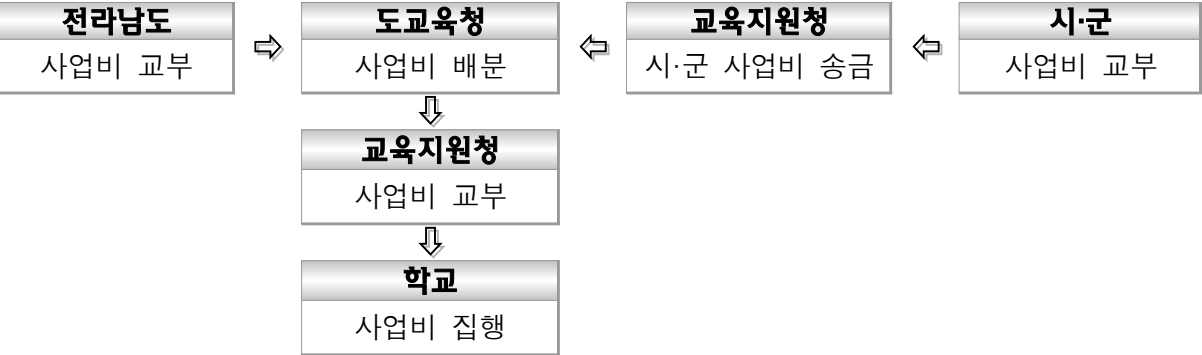 전라남도
사업비 교부
도교육청
사업비 배분
교육지원청
시·군 사업비 송금
시·군
사업비 교부
교육지원청
사업비 교부
학교
사업비 집행